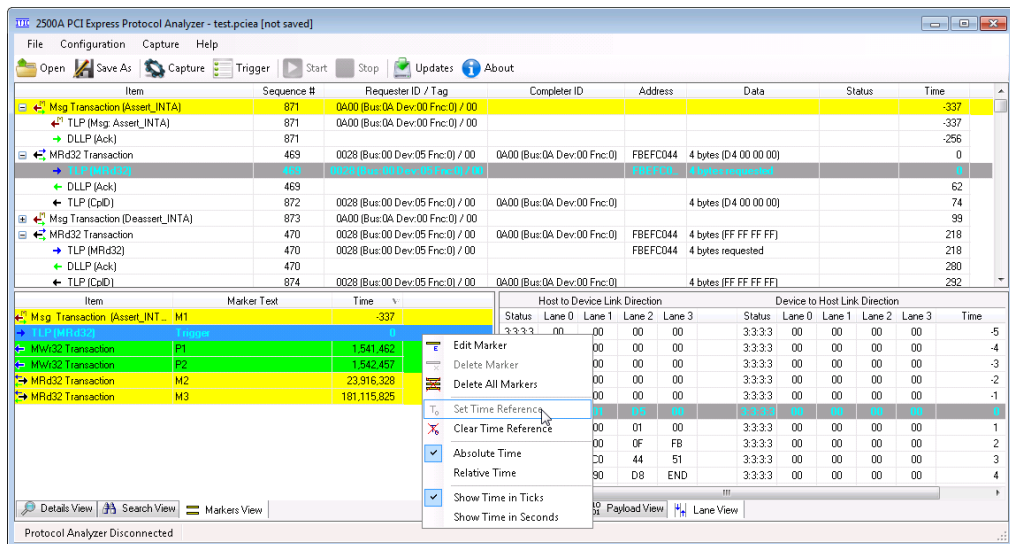 2500A PCI Express Protocol Analyzer - test.pciea [not saved]
File Configuration Capture Help
Open Save As Capture Trigger Start Stop Updates About
Item Sequence # Requester ID / Tag Completer ID Address Data Status Time
Msg Transaction (Assert_INTA) 871 0A00 (Bus:0A Dev:00 Fnc:0) / 00 -337
TLP (Msg: Assert_INTA) 871 0A00 (Bus:0A Dev:00 Fnc:0) / 00 -337
DLLP (Ack) 871 -256
MRd32 Transaction 469 0028 (Bus:00 Dev:05 Fnc:0) / 00 0A00 (Bus:0A Dev:00 Fnc:0) FBEFC044 4 bytes (D4 00 00 00) 0
TLP (MRd32) 469 0028 (Bus:00 Dev:05 Fnc:0) / 00 FBEFC0... 4 bytes requested 0
DLLP (Ack) 469 62
TLP (CplD) 872 0028 (Bus:00 Dev:05 Fnc:0) / 00 0A00 (Bus:0A Dev:00 Fnc:0) 4 bytes (D4 00 00 00) 74
Msg Transaction (Deassert_INTA) 873 0A00 (Bus:0A Dev:00 Fnc:0) / 00 99
MRd32 Transaction 470 0028 (Bus:00 Dev:05 Fnc:0) / 00 0A00 (Bus:0A Dev:00 Fnc:0) FBEFC044 4 bytes (FF FF FF FF) 218
TLP (MRd32) 470 0028 (Bus:00 Dev:05 Fnc:0) / 00 FBEFC044 4 bytes requested 218
DLLP (Ack) 470 280
TLP (CplD) 874 0028 (Bus:00 Dev:05 Fnc:0) / 00 0A00 (Bus:0A Dev:00 Fnc:0) 4 bytes (FF FF FF FF) 292
Item Marker Text Time
Msg Transaction (Assert_INT... M1 -337
TLP (MRd32) Trigger 0
MWr32 Transaction P1 1,541,462
MWr32 Transaction P2 1,542,457
MRd32 Transaction M2 23,916,328
MRd32 Transaction M3 181,115,825
Edit Marker
Delete Marker
Delete All Markers
Set Time Reference
Clear Time Reference
Absolute Time
Relative Time
Show Time in Ticks
Show Time in Seconds
Host to Device Link Direction Device to Host Link Direction
Status Lane 0 Lane 1 Lane 2 Lane 3 Status Lane 0 Lane 1 Lane 2 Lane 3 Time
3:3:3:3 00 00 00 00 3:3:3:3 00 00 00 00 -5
00 00 00 3:3:3:3 00 00 00 00 -4
00 00 00 3:3:3:3 00 00 00 00 -3
00 00 00 3:3:3:3 00 00 00 00 -2
00 00 00 3:3:3:3 00 00 00 00 -1
D5 00 3:3:3:3 00 00 00 00 0
00 01 00 3:3:3:3 00 00 00 00 1
00 0F FB 3:3:3:3 00 00 00 00 2
44 51 3:3:3:3 00 00 00 00 3
D8 END 3:3:3:3 00 00 00 00 4
Details View Search View Markers View Payload View Lane View
Protocol Analyzer Disconnected